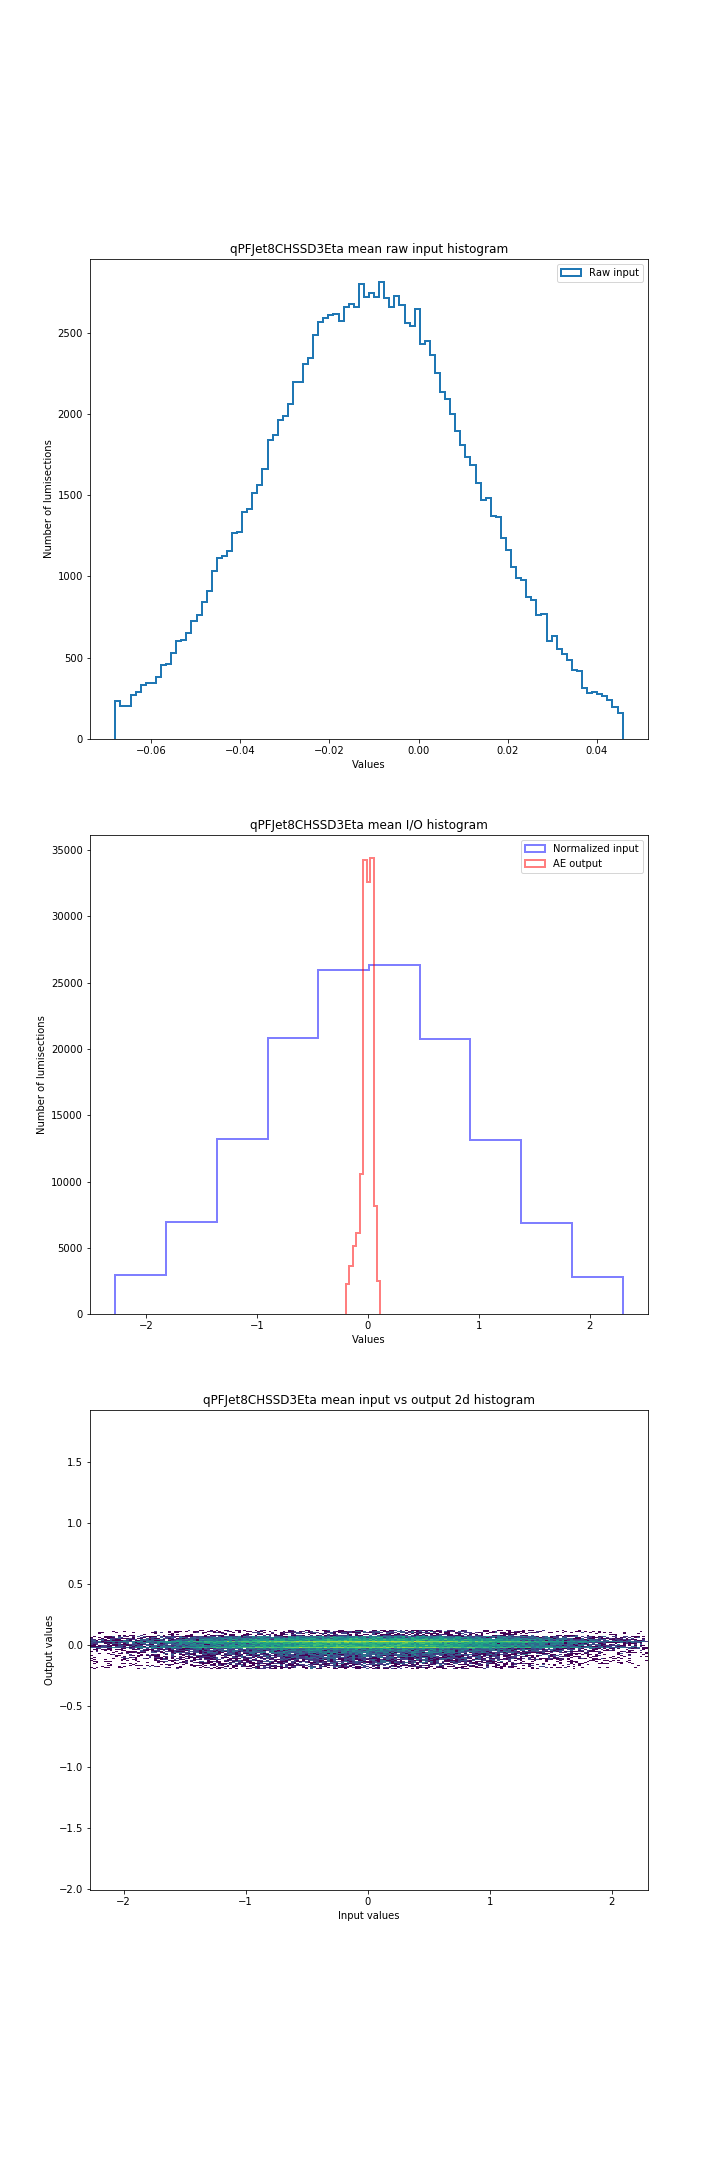 qPFJet8CHSSD3Eta mean raw input histogram
Raw input
2500
2000
1500
1000
500
0
Number of lumisections
−0.06 −0.04 −0.02 0.00 0.02 0.04
Values
qPFJet8CHSSD3Eta mean I/O histogram
Normalized input
AE output
35000
30000
25000
20000
15000
10000
5000
0
Number of lumisections
−2 −1 0 1 2
Values
qPFJet8CHSSD3Eta mean input vs output 2d histogram
1.5
1.0
0.5
0.0
−0.5
−1.0
−1.5
−2.0
Output values
−2 −1 0 1 2
Input values